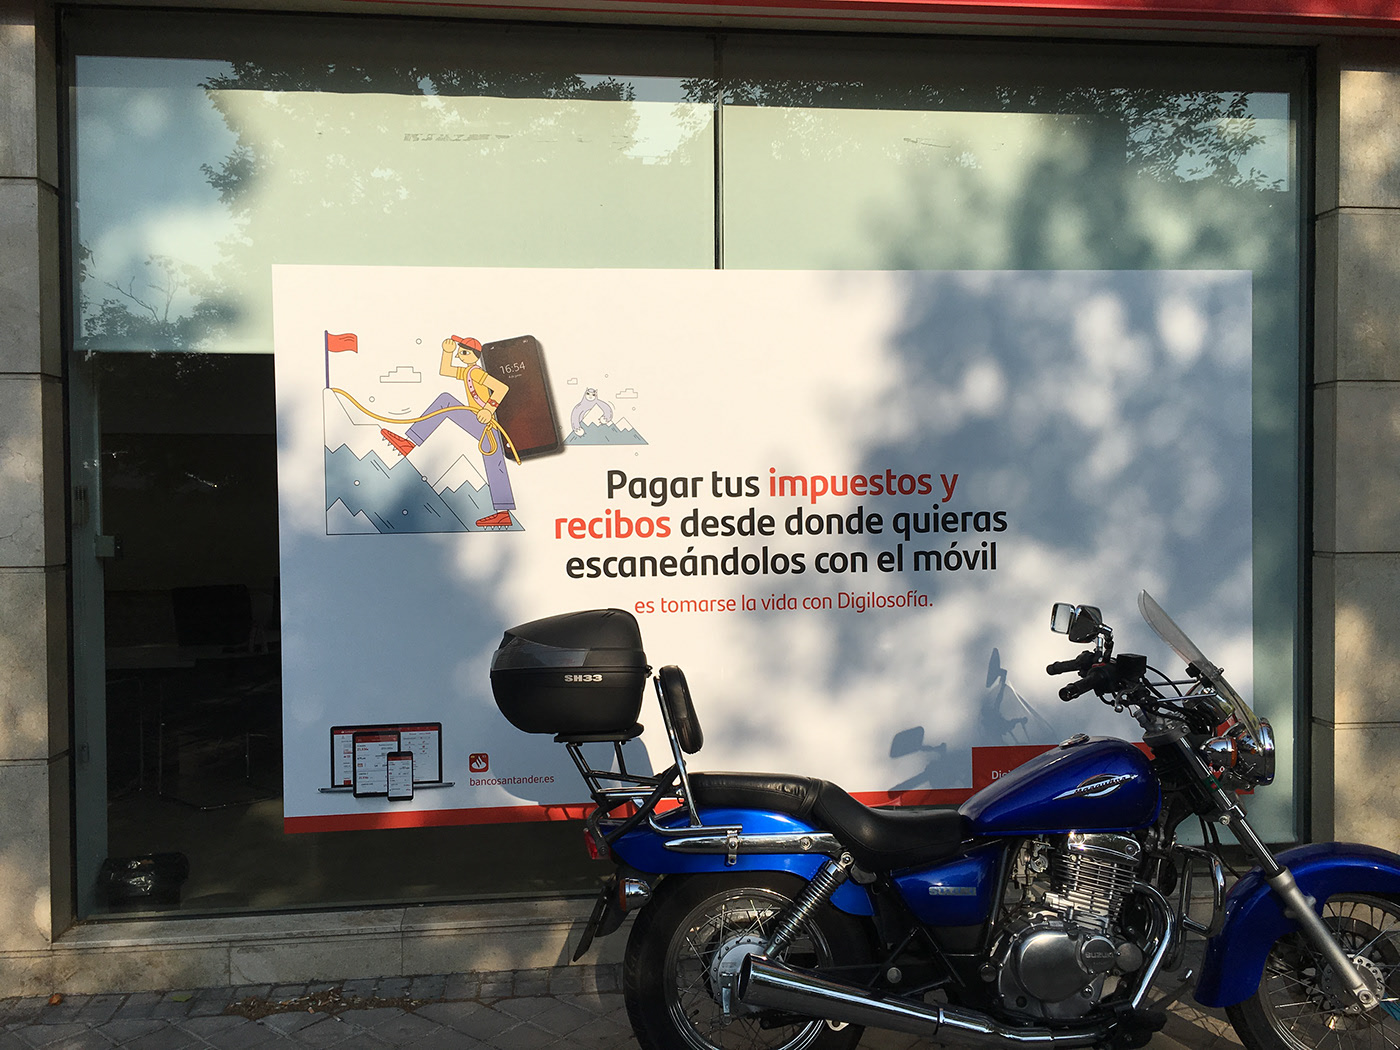 16:54
Pagar tus impuestos y
recibos desde donde quieras
escaneándolos con el móvil
es tomarse la vida con Digilosofía.
SH33
bancosantander.es
SUZUKI